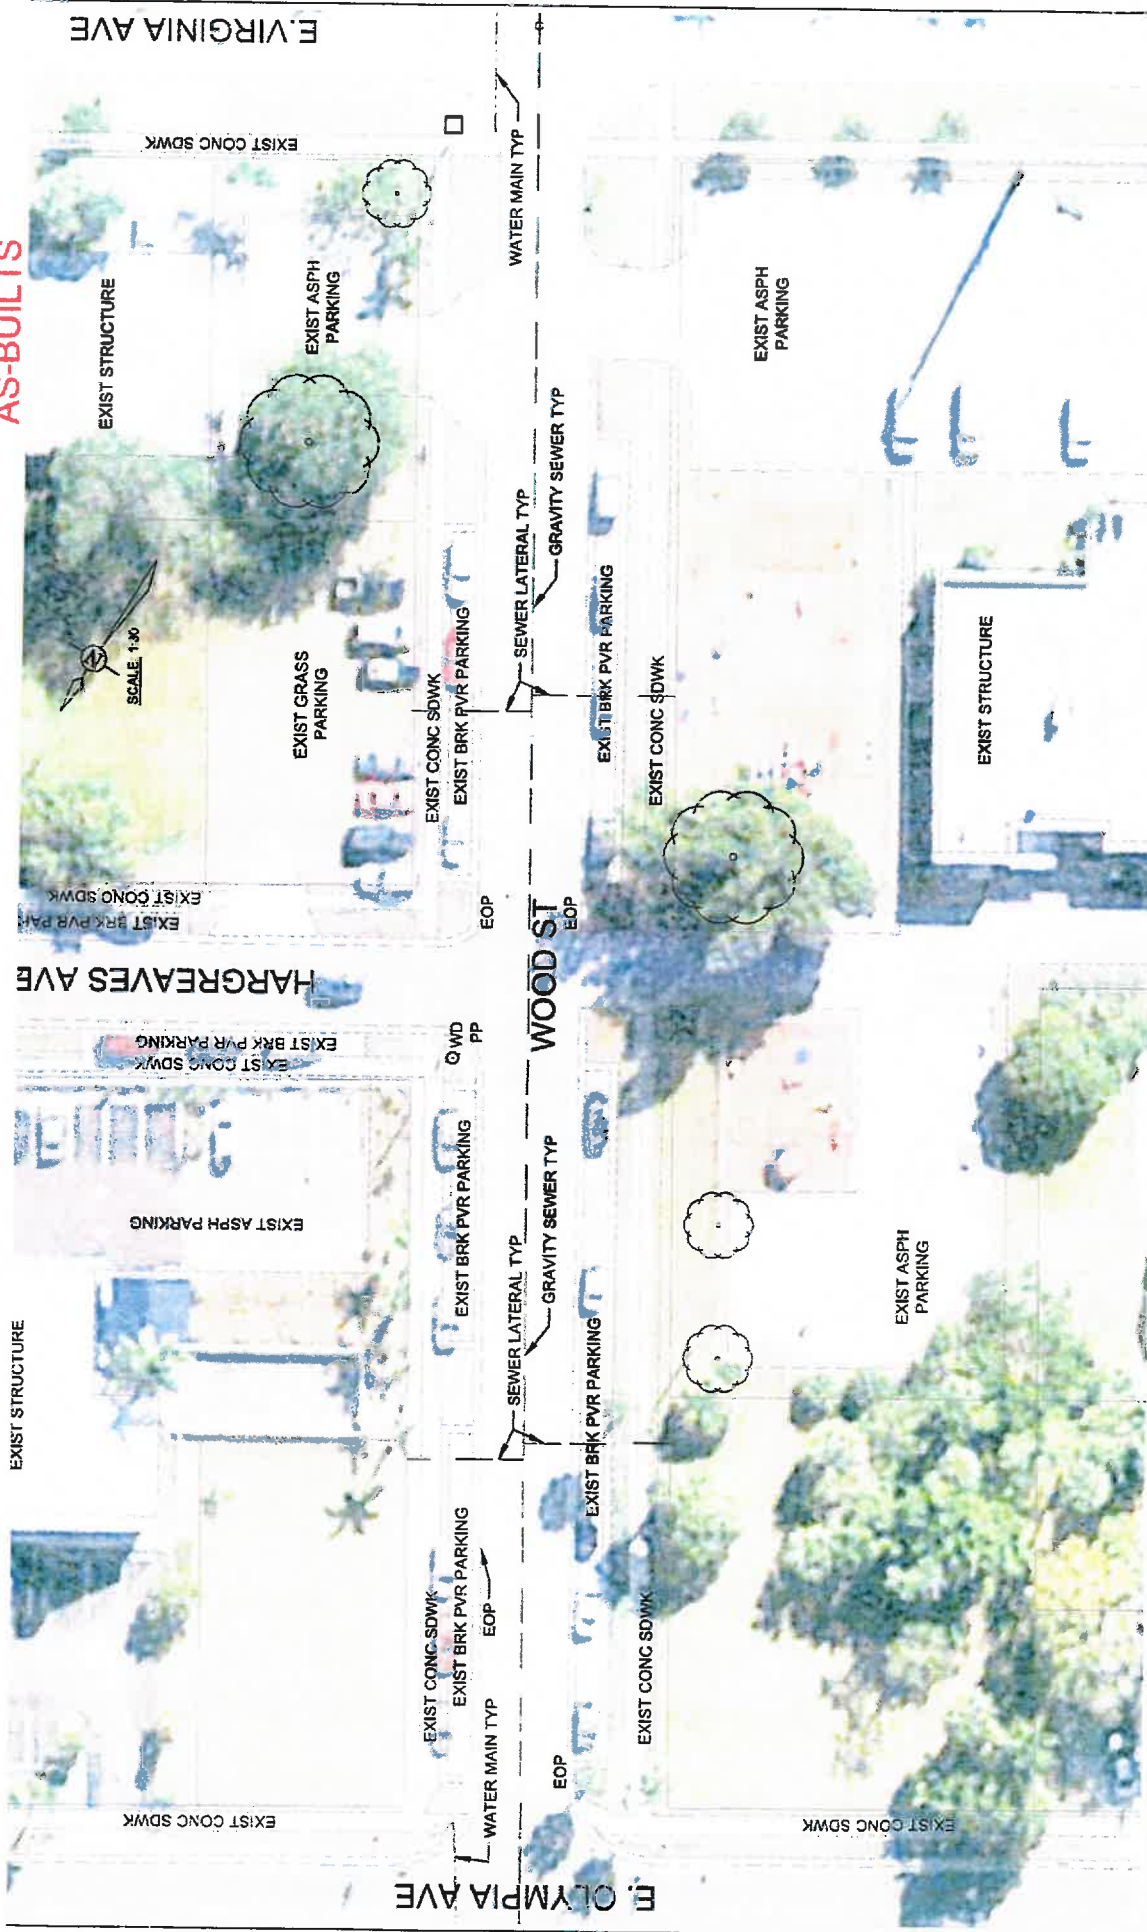 AS-BUILTS
E.VIRGINIA AVE
EXIST CONC SDWK
WATER MAIN TYP
EXIST STRUCTURE
EXIST ASPH
PARKING
EXIST ASPH
PARKING
SEWER LATERAL TYP
GRAVITY SEWER TYP
N
SCALE 1:30
EXIST GRASS
PARKING
EXIST CONC SDWK
EXIST BRK PVR PARKING
EXIST BRK PVR PARKING
EXIST CONC SDWK
EXIST STRUCTURE
EXIST CONC SDWK
EXIST BRK PVR PAR
EOP
EOP
WOOD ST
HARGREAVES AVE
EXIST BRK PVR PARKING
EXIST CONC SDWK
WD
PP
EXIST ASPH PARKING
EXIST BRK PVR PARKING
SEWER LATERAL TYP
GRAVITY SEWER TYP
EXIST ASPH
PARKING
EXIST STRUCTURE
EXIST BRK PVR PARKING
EXIST CONC SDWK
EXIST BRK PVR PARKING
EOP
EXIST CONC SDWK
WATER MAIN TYP
EOP
EXIST CONC SDWK
EXIST CONC SDWK
E. OLYMPIA AVE